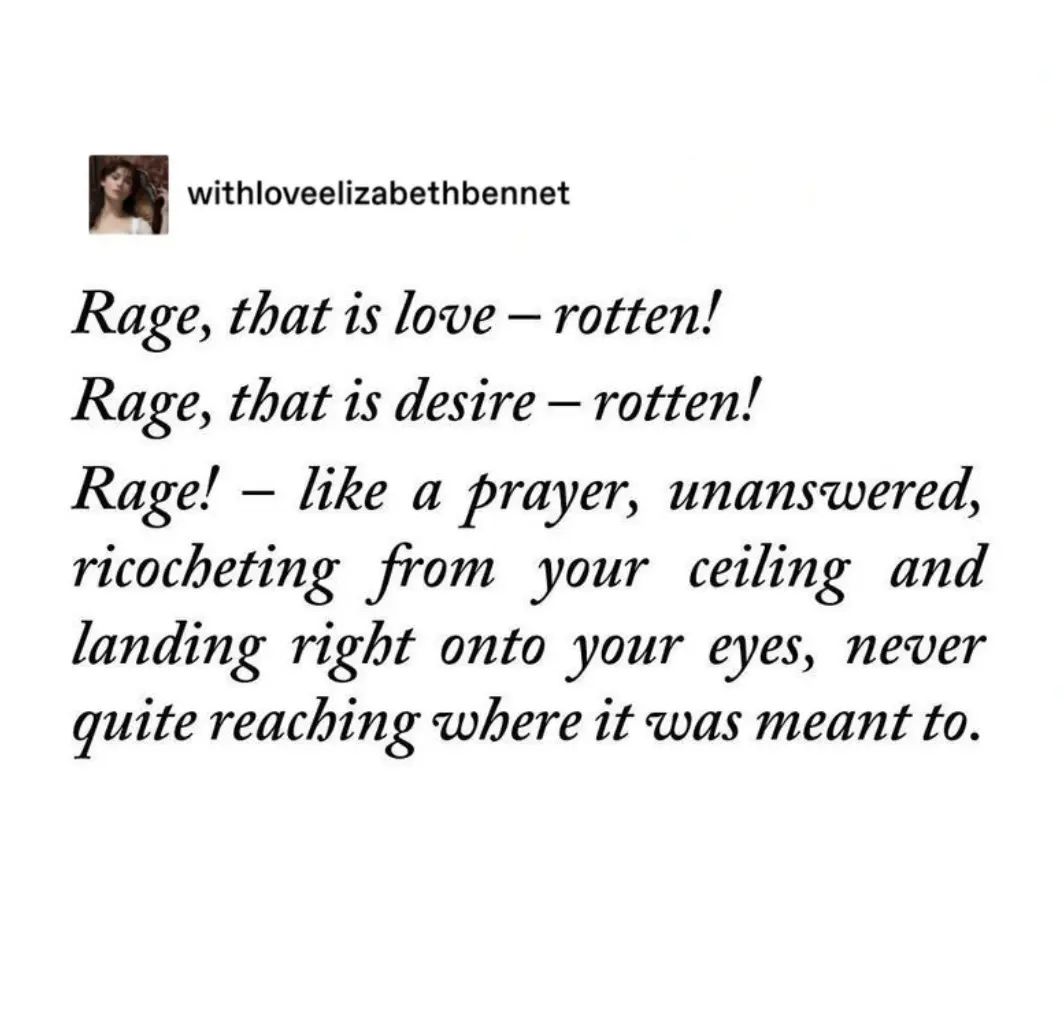 withloveelizabethbennet
Rage, that is love – rotten!
Rage, that is desire – rotten!
Rage! – like a prayer, unanswered,
ricocheting from your ceiling and
landing right onto your eyes, never
quite reaching where it was meant to.